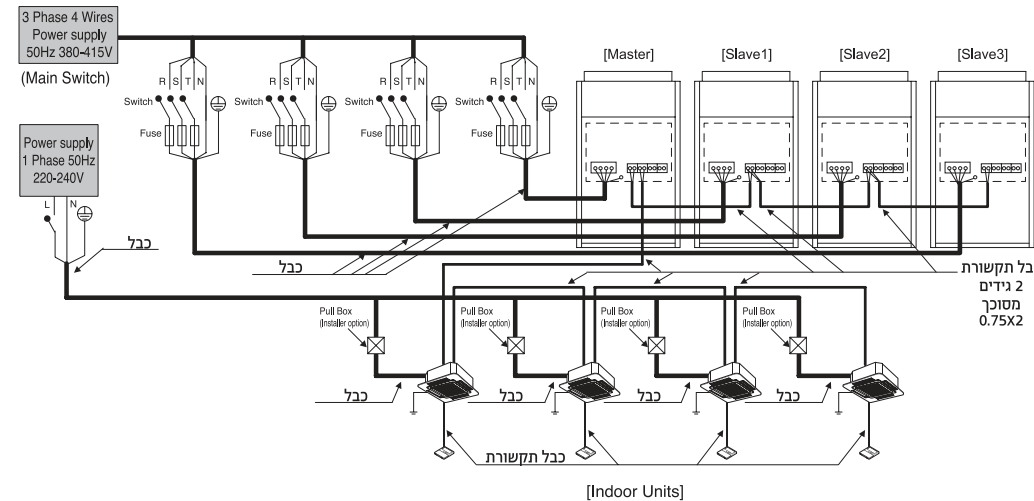 3 Phase 4 Wires
Power supply
50Hz 380-415V
(Main Switch)
[Master]
[Slave1]
[Slave2]
[Slave3]
R S T N
R S T N
R S T N
R S T N
Switch
Switch
Switch
Switch
Fuse
Fuse
Fuse
Fuse
Power supply
1 Phase 50Hz
220-240V
L N
כבל
כבל
בל תקשורת
2 גידים
מסוכך
0.75X2
Pull Box
(Installer option)
Pull Box
(Installer option)
Pull Box
(Installer option)
Pull Box
(Installer option)
כבל
כבל
כבל
כבל
כבל תקשורת
[Indoor Units]